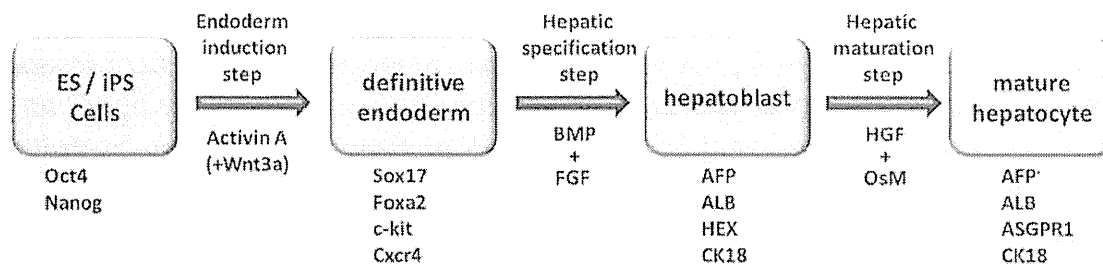 Endoderm
induction
step
Hepatic
specification
step
Hepatic
maturation
step
ES / iPS
Cells
definitive
endoderm
hepatoblast
mature
hepatocyte
Activin A
(+Wnt3a)
BMP
+
FGF
HGF
+
OsM
Oct4
Nanog
Sox17
Foxa2
c-kit
Cxcr4
AFP
ALB
HEX
CK18
AFP-
ALB
ASGPR1
CK18